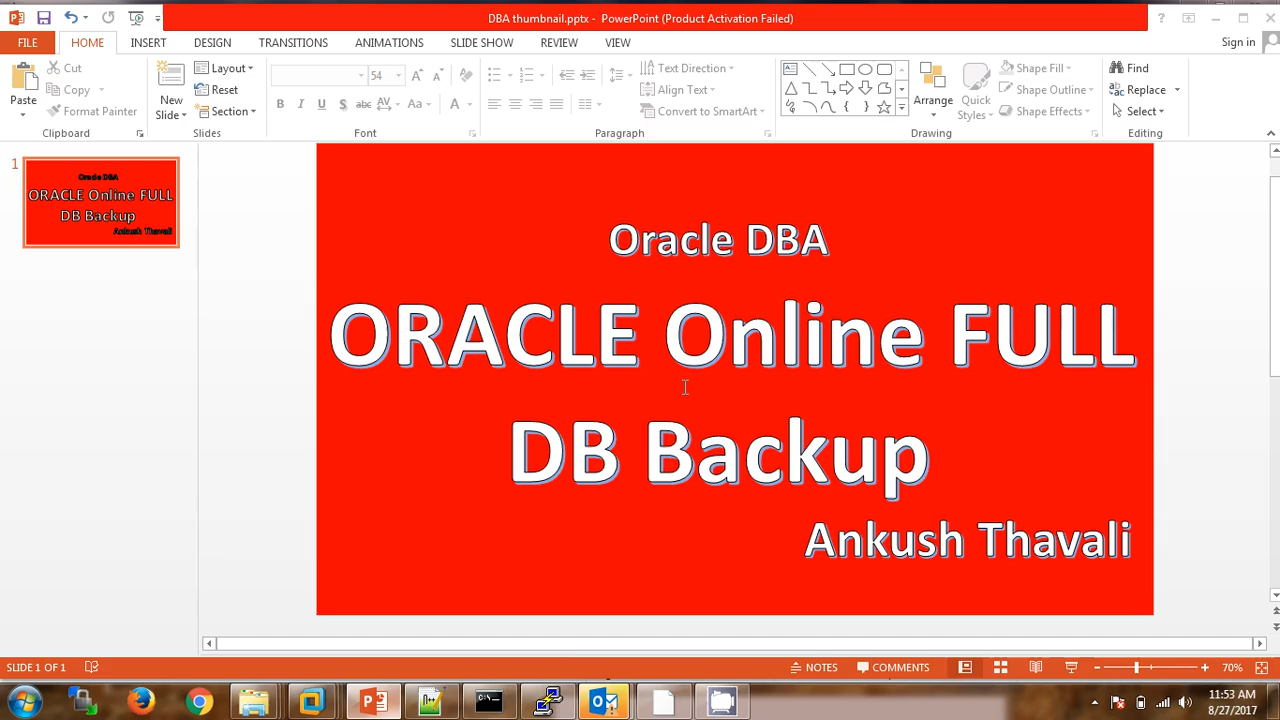 DBA thumbnail.pptx - PowerPoint (Product Activation Failed)
FILE HOME INSERT DESIGN TRANSITIONS ANIMATIONS SLIDE SHOW REVIEW VIEW Sign in
Paste
Cut
Copy
Format Painter
Clipboard
New Slide
Layout
Reset
Section
Slides
54
B I U S abc AV Aa A
Font
Text Direction
Align Text
Convert to SmartArt
Paragraph
Arrange
Quick Styles
Shape Fill
Shape Outline
Shape Effects
Drawing
Find
Replace
Select
Editing
1
Oracle DBA
ORACLE Online FULL
DB Backup
Ankush Thavali
Oracle DBA
ORACLE Online FULL
DB Backup
Ankush Thavali
SLIDE 1 OF 1 NOTES COMMENTS 70%
11:53 AM
8/27/2017